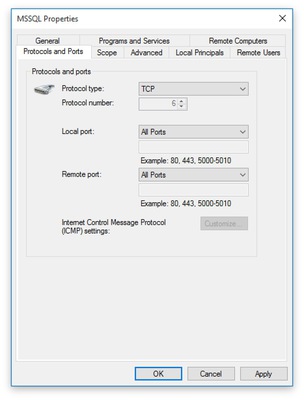 MSSQL Properties
General Programs and Services Remote Computers
Protocols and Ports Scope Advanced Local Principals Remote Users
Protocols and ports
Protocol type: TCP
Protocol number: 6
Local port: All Ports
Example: 80, 443, 5000-5010
Remote port: All Ports
Example: 80, 443, 5000-5010
Internet Control Message Protocol
(ICMP) settings: Customize...
OK Cancel Apply